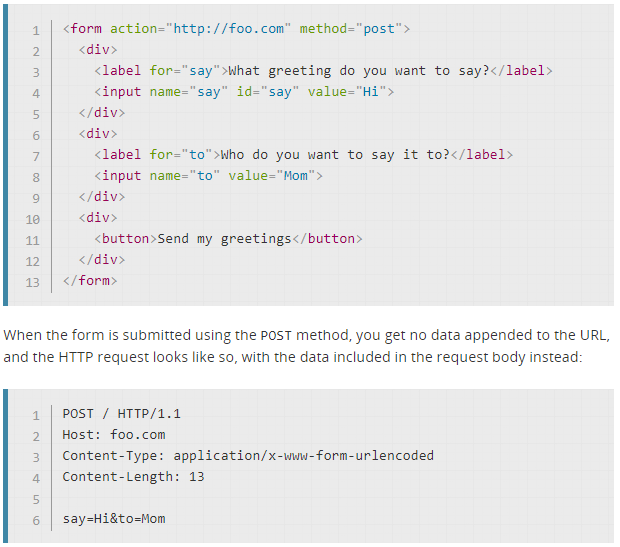 1 <form action="http://foo.com" method="post">
2   <div>
3     <label for="say">What greeting do you want to say?</label>
4     <input name="say" id="say" value="Hi">
5   </div>
6   <div>
7     <label for="to">Who do you want to say it to?</label>
8     <input name="to" value="Mom">
9   </div>
10   <div>
11     <button>Send my greetings</button>
12   </div>
13 </form>
When the form is submitted using the POST method, you get no data appended to the URL,
and the HTTP request looks like so, with the data included in the request body instead:
1 POST / HTTP/1.1
2 Host: foo.com
3 Content-Type: application/x-www-form-urlencoded
4 Content-Length: 13
5
6 say=Hi&to=Mom